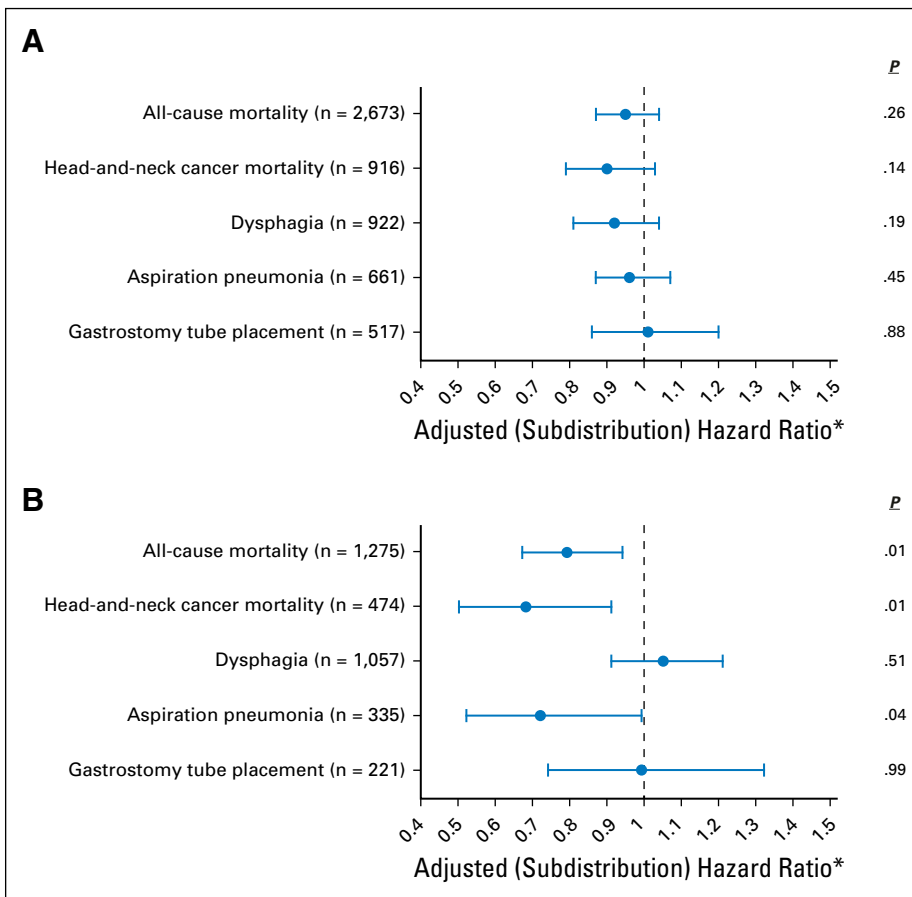 A
P
All-cause mortality (n = 2,673) .26
Head-and-neck cancer mortality (n = 916) .14
Dysphagia (n = 922) .19
Aspiration pneumonia (n = 661) .45
Gastrostomy tube placement (n = 517) .88
0.4 0.5 0.6 0.7 0.8 0.9 1 1.1 1.2 1.3 1.4 1.5
Adjusted (Subdistribution) Hazard Ratio*
B
P
All-cause mortality (n = 1,275) .01
Head-and-neck cancer mortality (n = 474) .01
Dysphagia (n = 1,057) .51
Aspiration pneumonia (n = 335) .04
Gastrostomy tube placement (n = 221) .99
0.4 0.5 0.6 0.7 0.8 0.9 1 1.1 1.2 1.3 1.4 1.5
Adjusted (Subdistribution) Hazard Ratio*